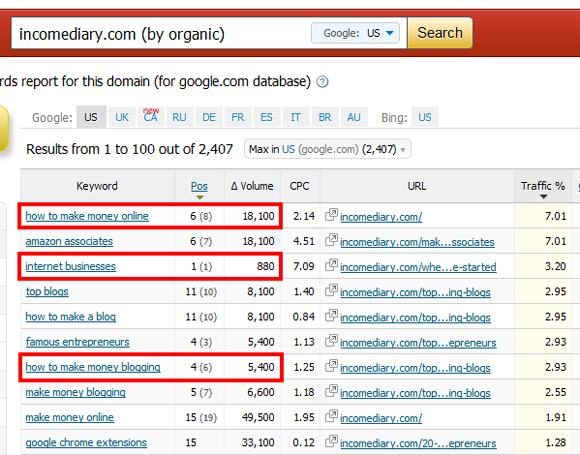 incomediary.com (by organic) Google: US Search
rds report for this domain (for google.com database) ?
Google: US UK new CA RU DE FR ES IT BR AU Bing: US
Results from 1 to 100 out of 2,407 Max in US (google.com) (2,407)
Keyword Pos Δ Volume CPC URL Traffic %
how to make money online 6 (8) 18,100 2.14 incomediary.com/ 7.01
amazon associates 6 (7) 18,100 4.51 incomediary.com/mak...ssociates 7.01
internet businesses 1 (1) 880 7.09 incomediary.com/whe...e-started 3.20
top blogs 11 (10) 8,100 1.40 incomediary.com/top...ing-blogs 2.95
how to make a blog 11 (10) 8,100 0.84 incomediary.com/top...ing-blogs 2.95
famous entrepreneurs 4 (3) 5,400 1.13 incomediary.com/top...epreneurs 2.93
how to make money blogging 4 (6) 5,400 1.25 incomediary.com/top...ing-blogs 2.93
make money blogging 5 (7) 6,600 1.18 incomediary.com/top...ing-blogs 2.55
make money online 15 (19) 49,500 1.95 incomediary.com/ 1.91
google chrome extensions 15 33,100 0.12 incomediary.com/20-...epreneurs 1.28